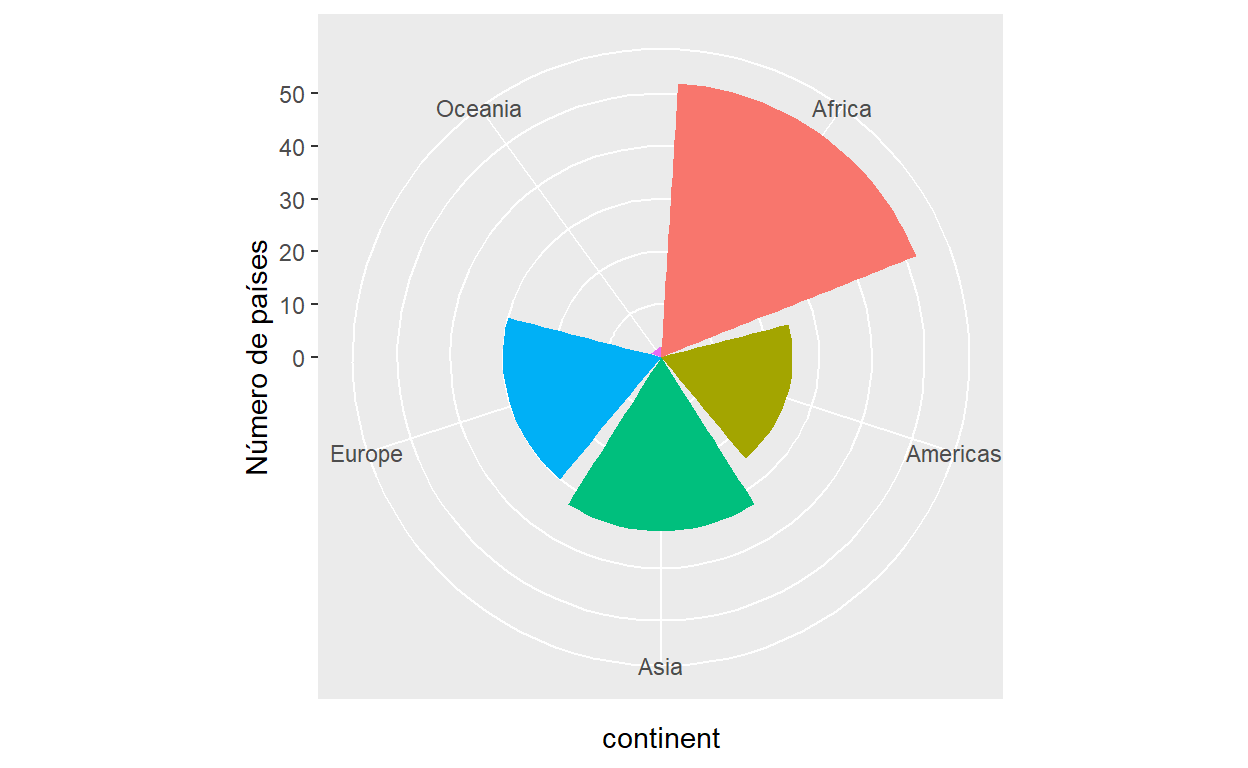 Número de países
50
40
30
20
10
0
Oceania
Africa
Europe
Americas
Asia
continent